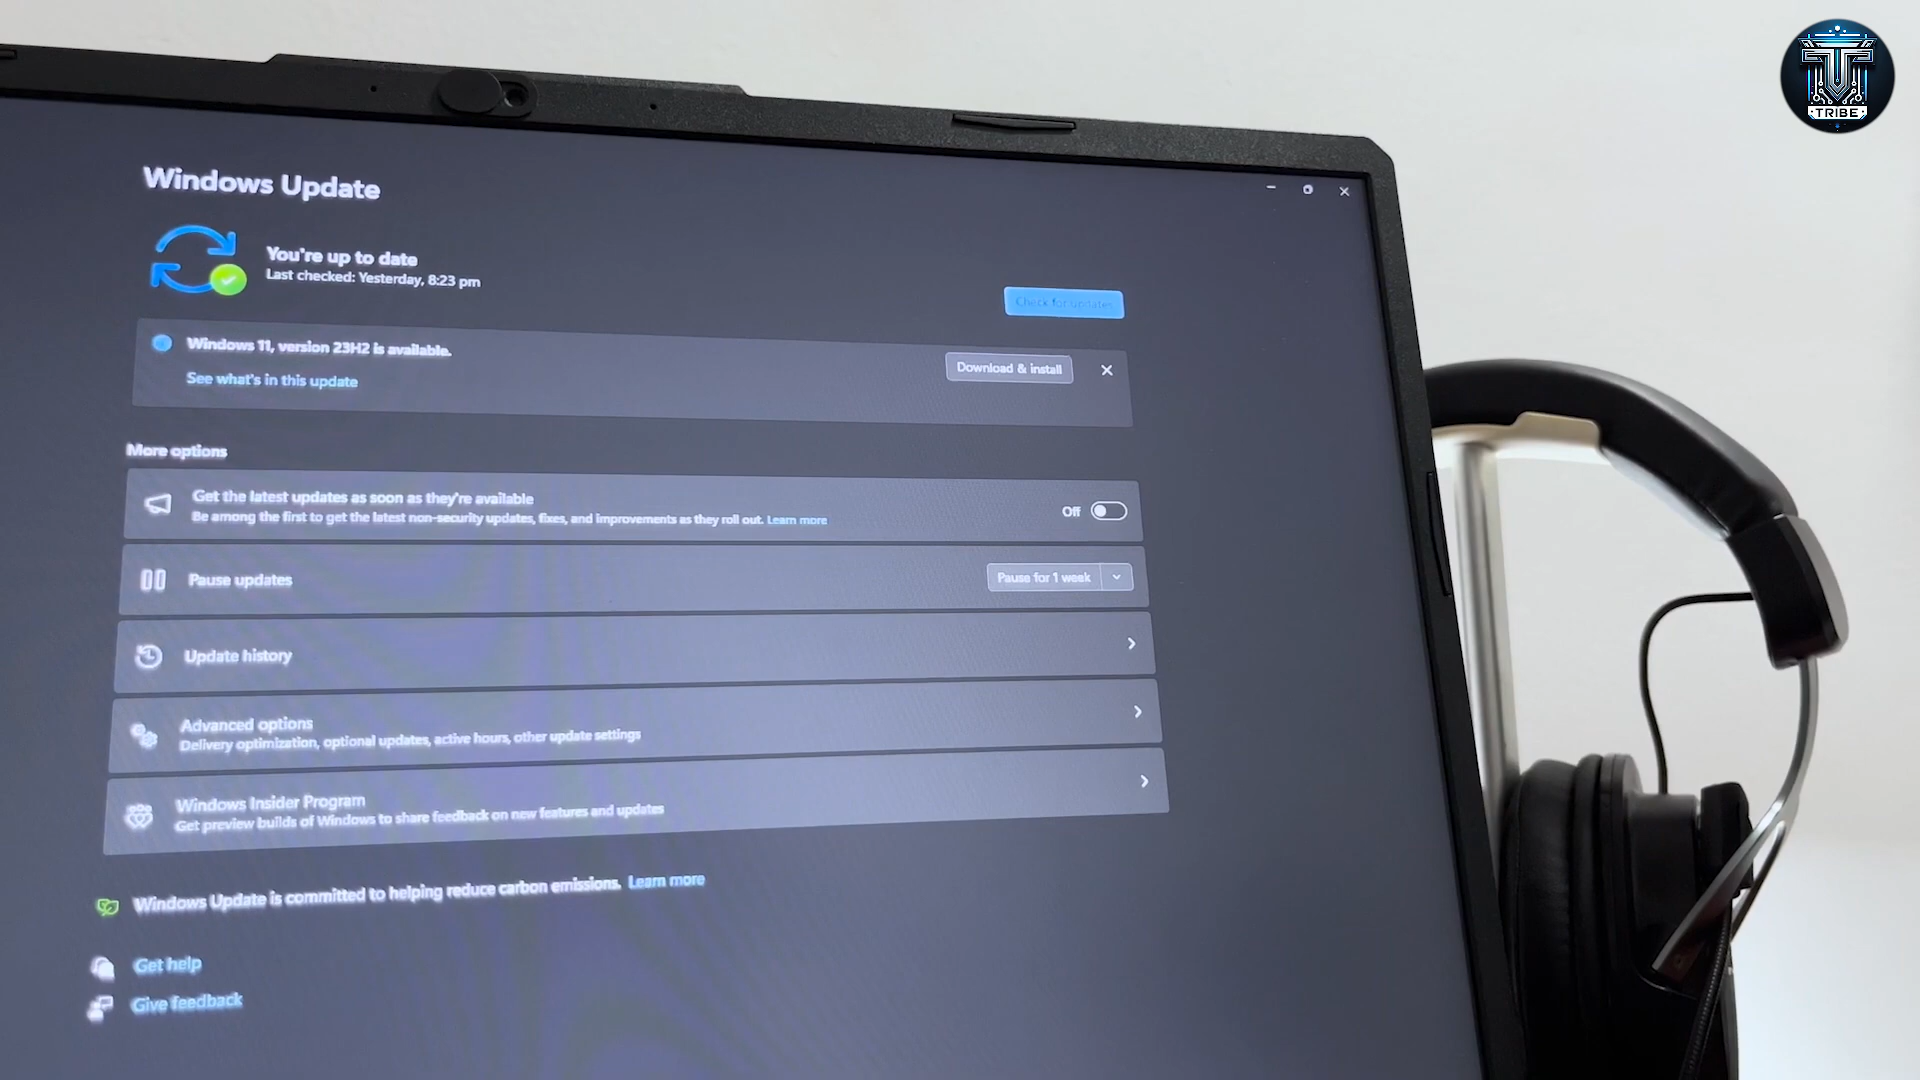 TRIBE
Windows Update
You're up to date
Last checked: Yesterday, 8:23 pm
Check for updates
Windows 11, version 23H2 is available.
Download & install
See what's in this update
More options
Get the latest updates as soon as they're available
Be among the first to get the latest non-security updates, fixes, and improvements as they roll out. Learn more
Off
Pause updates
Pause for 1 week
Update history
Advanced options
Delivery optimization, optional updates, active hours, other update settings
Windows Insider Program
Get preview builds of Windows to share feedback on new features and updates
Windows Update is committed to helping reduce carbon emissions. Learn more
Get help
Give feedback